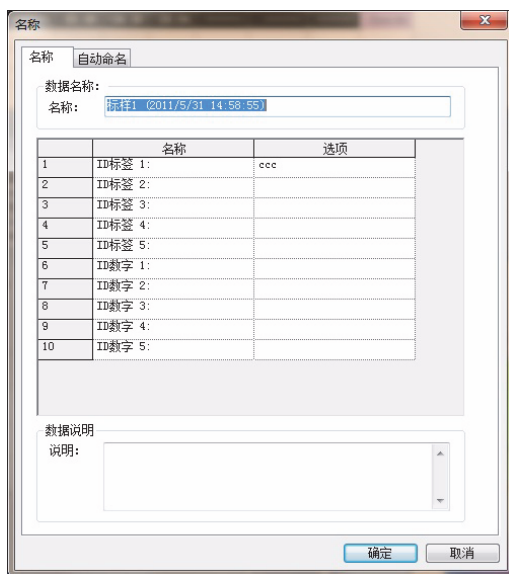 名称
名称 自动命名
数据名称:
名称: 标样1 (2011/5/31 14:58:55)
名称 选项
1 ID标签 1: ccc
2 ID标签 2:
3 ID标签 3:
4 ID标签 4:
5 ID标签 5:
6 ID数字 1:
7 ID数字 2:
8 ID数字 3:
9 ID数字 4:
10 ID数字 5:
数据说明
说明:
确定 取消